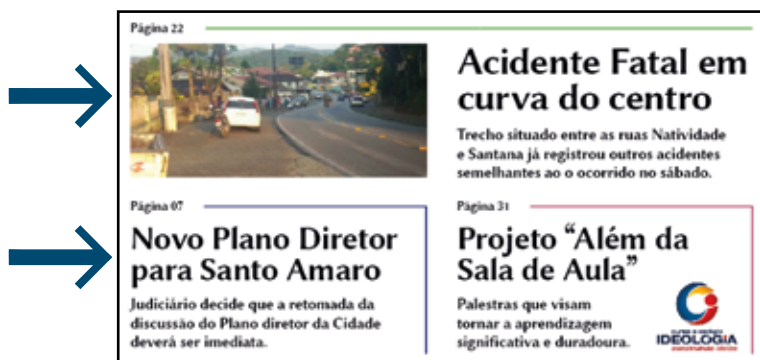 Página 22
Acidente Fatal em
curva do centro
Trecho situado entre as ruas Natividade
e Santana já registrou outros acidentes
semelhantes ao o ocorrido no sábado.
Página 07
Novo Plano Diretor
para Santo Amaro
Judiciário decide que a retomada da
discussão do Plano diretor da Cidade
deverá ser imediata.
Página 31
Projeto “Além da
Sala de Aula”
Palestras que visam
tornar a aprendizagem
significativa e duradoura.
IDEOLOGIA